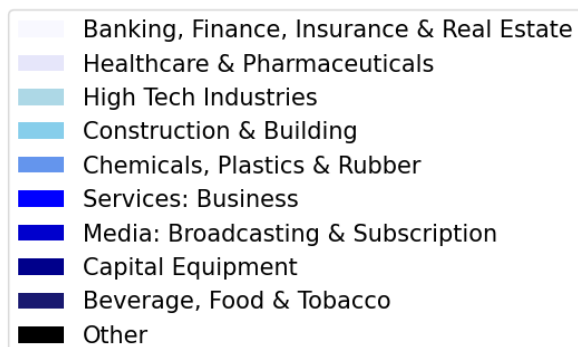 Banking, Finance, Insurance & Real Estate
Healthcare & Pharmaceuticals
High Tech Industries
Construction & Building
Chemicals, Plastics & Rubber
Services: Business
Media: Broadcasting & Subscription
Capital Equipment
Beverage, Food & Tobacco
Other